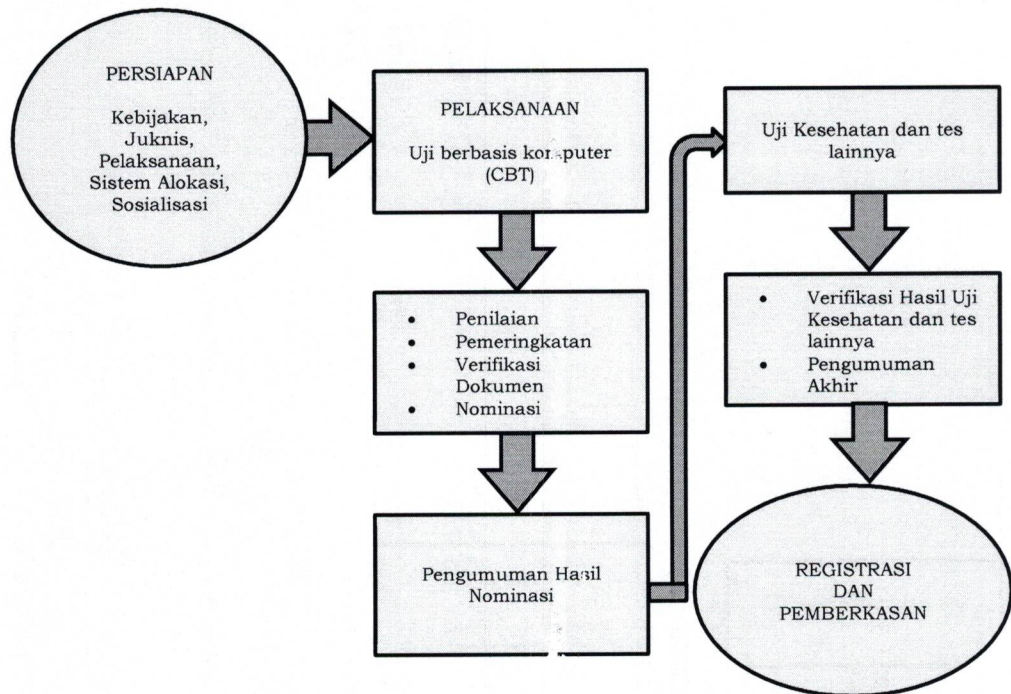 PERSIAPAN
Kebijakan,
Juknis,
Pelaksanaan,
Sistem Alokasi,
Sosialisasi
PELAKSANAAN
Uji berbasis komputer
(CBT)
• Penilaian
• Pemeringkatan
• Verifikasi
Dokumen
• Nominasi
Pengumuman Hasil
Nominasi
Uji Kesehatan dan tes
lainnya
• Verifikasi Hasil Uji
Kesehatan dan tes
lainnya
• Pengumuman
Akhir
REGISTRASI
DAN
PEMBERKASAN